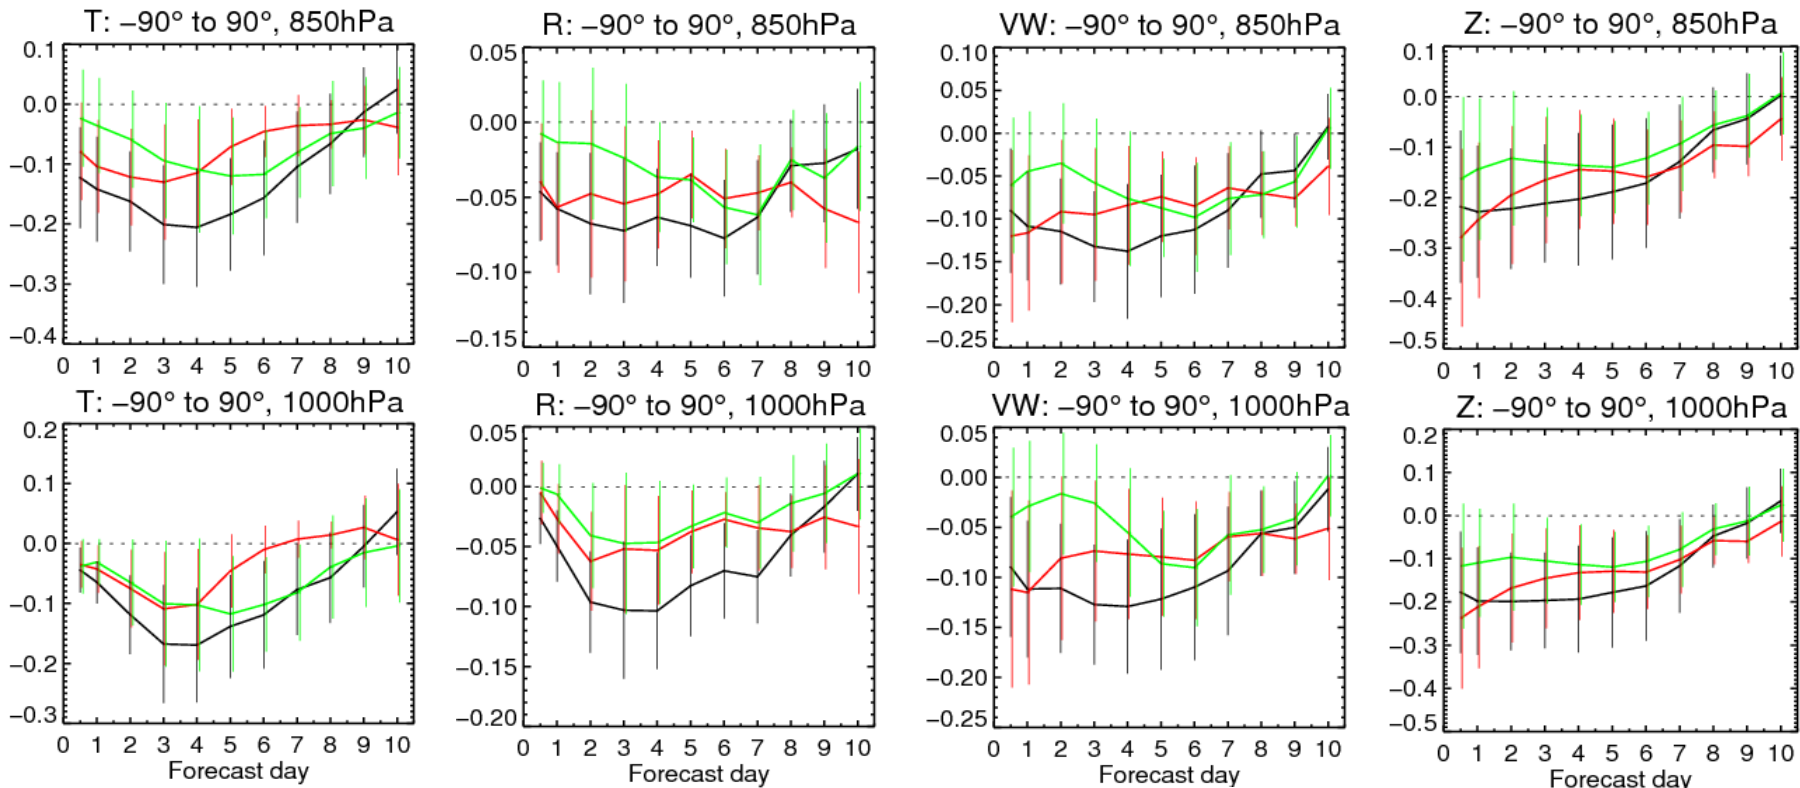 T: −90° to 90°, 850hPa
0.1
0.0
−0.1
−0.2
−0.3
−0.4
0 1 2 3 4 5 6 7 8 9 10
R: −90° to 90°, 850hPa
0.05
0.00
−0.05
−0.10
−0.15
0 1 2 3 4 5 6 7 8 9 10
VW: −90° to 90°, 850hPa
0.10
0.05
0.00
−0.05
−0.10
−0.15
−0.20
−0.25
0 1 2 3 4 5 6 7 8 9 10
Z: −90° to 90°, 850hPa
0.1
0.0
−0.1
−0.2
−0.3
−0.4
−0.5
0 1 2 3 4 5 6 7 8 9 10
T: −90° to 90°, 1000hPa
0.2
0.1
0.0
−0.1
−0.2
−0.3
0 1 2 3 4 5 6 7 8 9 10
Forecast day
R: −90° to 90°, 1000hPa
0.05
0.00
−0.05
−0.10
−0.15
−0.20
0 1 2 3 4 5 6 7 8 9 10
Forecast day
VW: −90° to 90°, 1000hPa
0.05
0.00
−0.05
−0.10
−0.15
−0.20
−0.25
0 1 2 3 4 5 6 7 8 9 10
Forecast day
Z: −90° to 90°, 1000hPa
0.2
0.1
0.0
−0.1
−0.2
−0.3
−0.4
−0.5
0 1 2 3 4 5 6 7 8 9 10
Forecast day